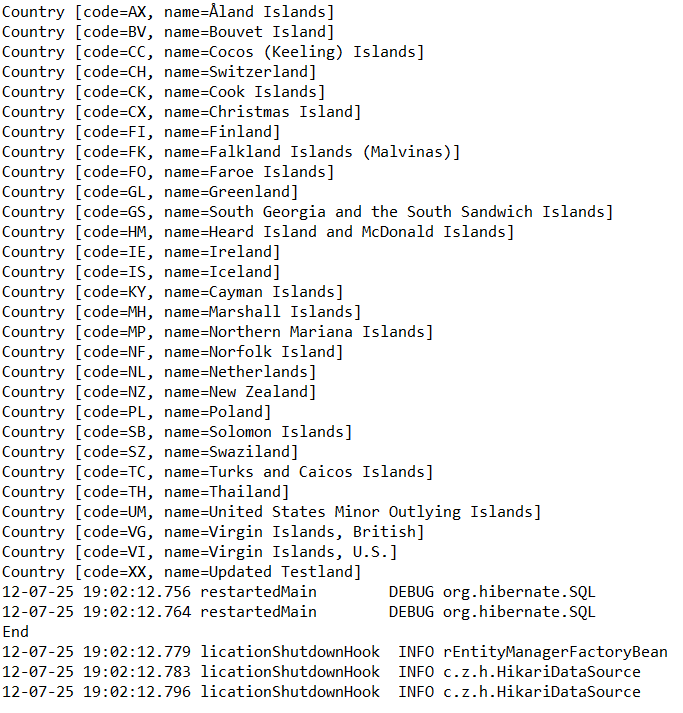 Country [code=AX, name=Åland Islands]
Country [code=BV, name=Bouvet Island]
Country [code=CC, name=Cocos (Keeling) Islands]
Country [code=CH, name=Switzerland]
Country [code=CK, name=Cook Islands]
Country [code=CX, name=Christmas Island]
Country [code=FI, name=Finland]
Country [code=FK, name=Falkland Islands (Malvinas)]
Country [code=FO, name=Faroe Islands]
Country [code=GL, name=Greenland]
Country [code=GS, name=South Georgia and the South Sandwich Islands]
Country [code=HM, name=Heard Island and McDonald Islands]
Country [code=IE, name=Ireland]
Country [code=IS, name=Iceland]
Country [code=KY, name=Cayman Islands]
Country [code=MH, name=Marshall Islands]
Country [code=MP, name=Northern Mariana Islands]
Country [code=NF, name=Norfolk Island]
Country [code=NL, name=Netherlands]
Country [code=NZ, name=New Zealand]
Country [code=PL, name=Poland]
Country [code=SB, name=Solomon Islands]
Country [code=SZ, name=Swaziland]
Country [code=TC, name=Turks and Caicos Islands]
Country [code=TH, name=Thailand]
Country [code=UM, name=United States Minor Outlying Islands]
Country [code=VG, name=Virgin Islands, British]
Country [code=VI, name=Virgin Islands, U.S.]
Country [code=XX, name=Updated Testland]
12-07-25 19:02:12.756 restartedMain        DEBUG org.hibernate.SQL
12-07-25 19:02:12.764 restartedMain        DEBUG org.hibernate.SQL
End
12-07-25 19:02:12.779 licationShutdownHook  INFO rEntityManagerFactoryBean
12-07-25 19:02:12.783 licationShutdownHook  INFO c.z.h.HikariDataSource
12-07-25 19:02:12.796 licationShutdownHook  INFO c.z.h.HikariDataSource